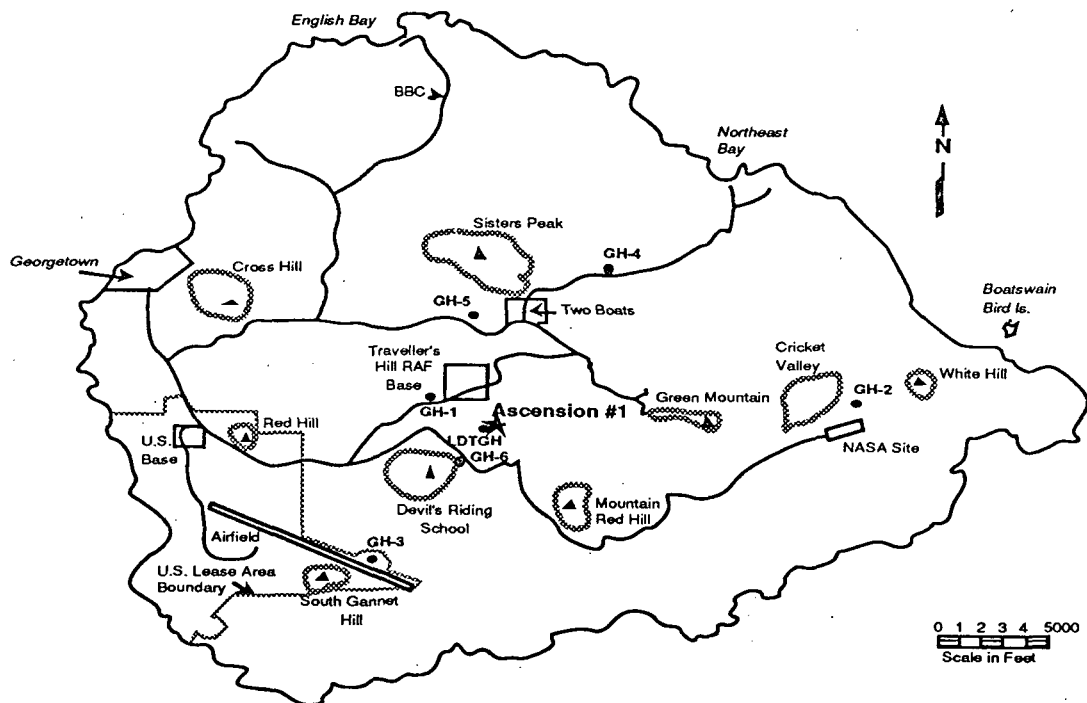 English Bay
BBC
Northeast
Bay
N
Sisters Peak
GH-4
Georgetown
Cross Hill
Boatswain
Bird Is.
GH-5
Two Boats
Traveller's
Hill RAF
Base
Cricket
Valley
White Hill
GH-1
Ascension #1
Green Mountain
GH-2
Red Hill
U.S.
Base
LDTGH
GH-6
NASA Site
Devil's Riding
School
Mountain
Red Hill
Airfield
GH-3
U.S. Lease Area
Boundary
South Gannet
Hill
0 1 2 3 4 5000
Scale in Feet